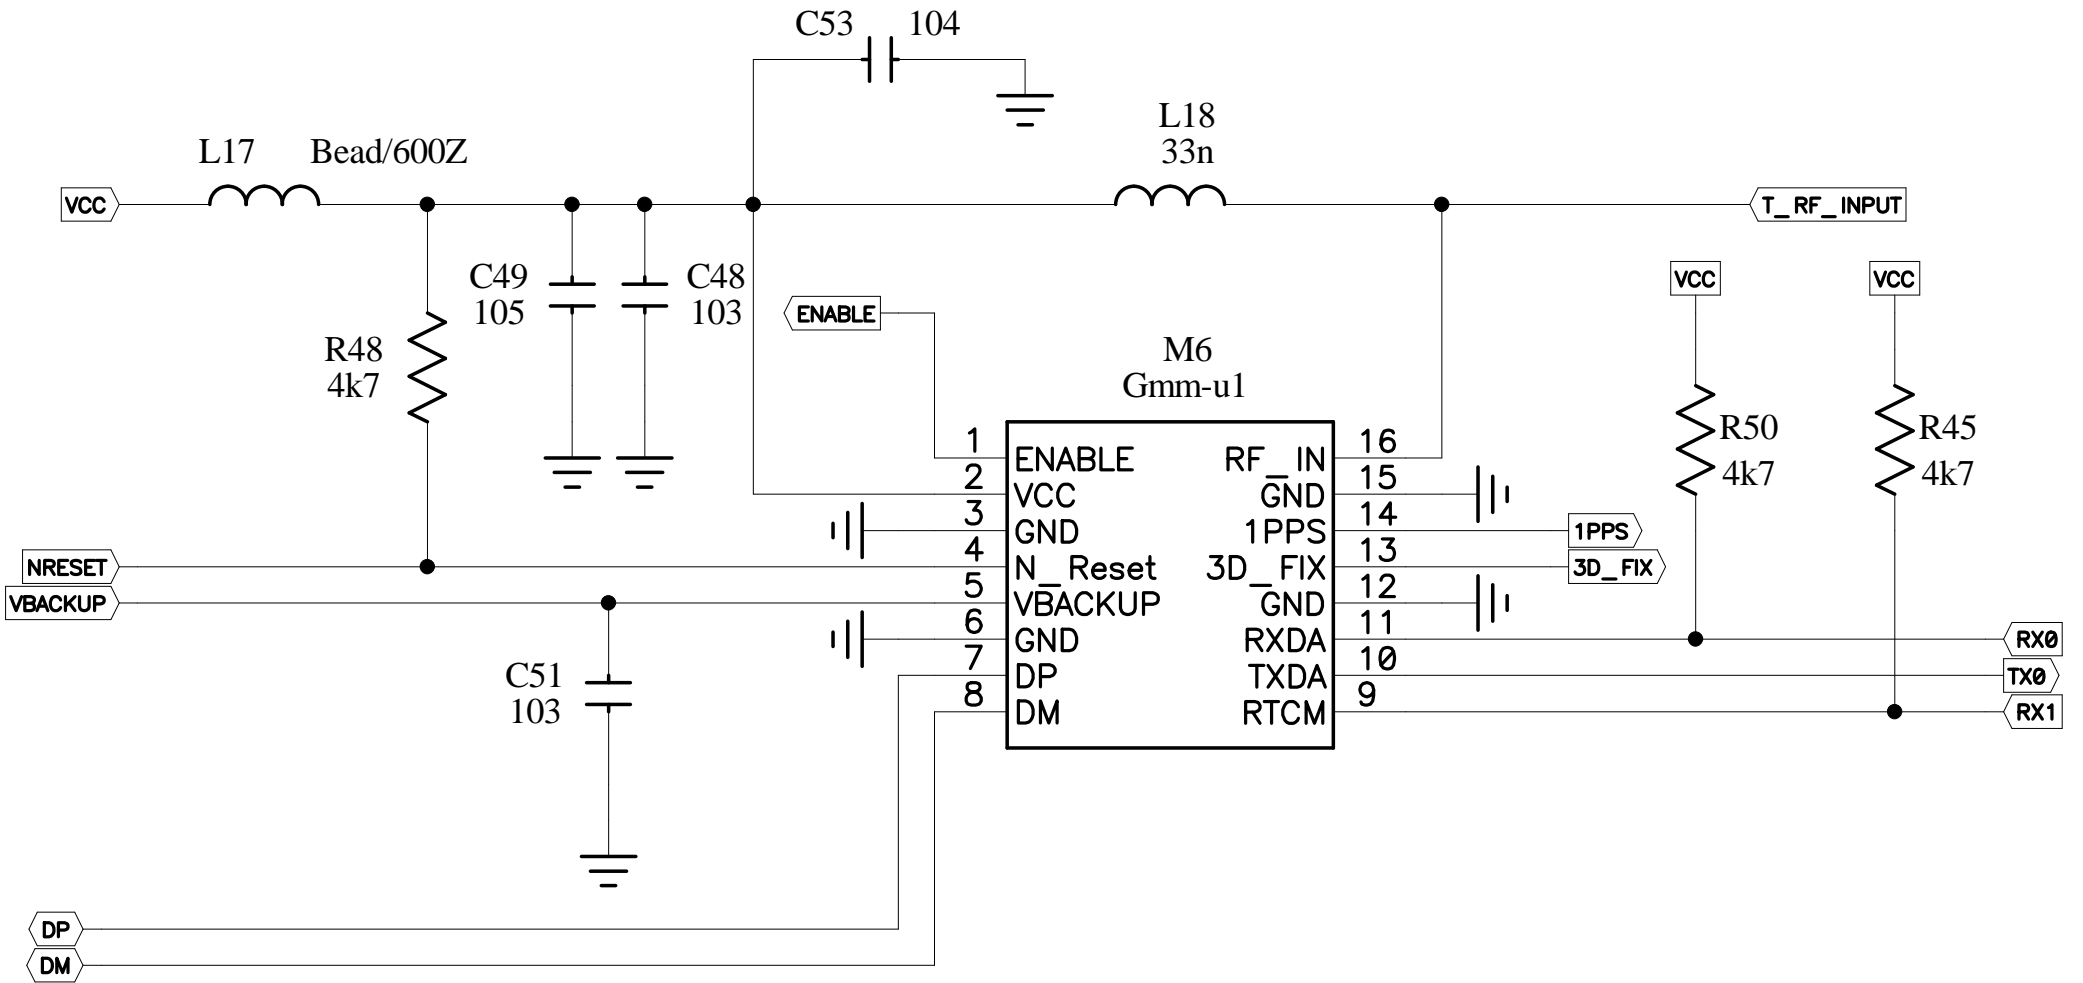 C53 104
L18
33n
L17 Bead/600Z
VCC
T_RF_INPUT
C49
105
C48
103
VCC
VCC
ENABLE
R48
4k7
M6
Gmm-u1
R50
4k7
R45
4k7
1 ENABLE RF_IN 16
2 VCC GND 15
3 GND 1PPS 14 1PPS
NRESET 4 N_Reset 3D_FIX 13 3D_FIX
VBACKUP 5 VBACKUP GND 12
6 GND RXDA 11 RX0
7 DP TXDA 10 TX0
8 DM RTCM 9 RX1
C51
103
DP
DM